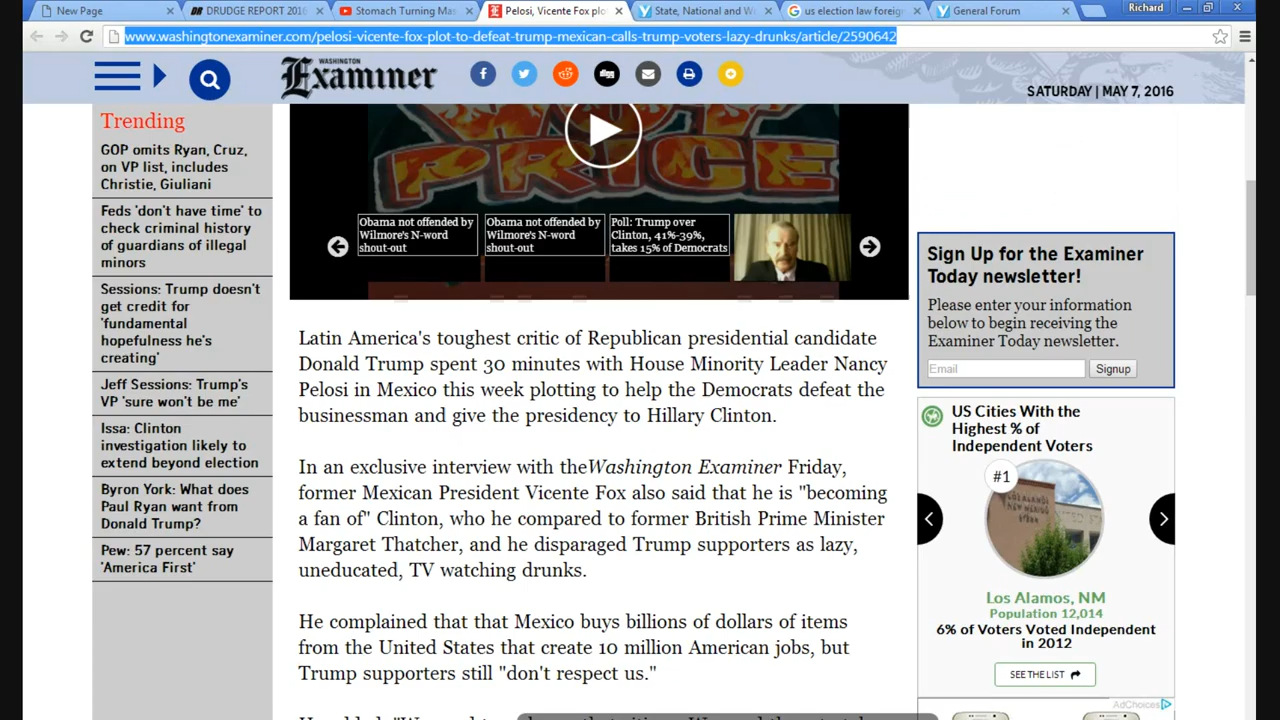 New Page
DRUDGE REPORT 2016
Stomach Turning Mas
Pelosi, Vicente Fox plo
State, National and W
us election law foreig
General Forum
Richard
www.washingtonexaminer.com/pelosi-vicente-fox-plot-to-defeat-trump-mexican-calls-trump-voters-lazy-drunks/article/2590642
WASHINGTON
Examiner
digg
SATURDAY | MAY 7, 2016
Trending
GOP omits Ryan, Cruz,
on VP list, includes
Christie, Giuliani
Feds 'don't have time' to
check criminal history
of guardians of illegal
minors
Sessions: Trump doesn't
get credit for
'fundamental
hopefulness he's
creating'
Jeff Sessions: Trump's
VP 'sure won't be me'
Issa: Clinton
investigation likely to
extend beyond election
Byron York: What does
Paul Ryan want from
Donald Trump?
Pew: 57 percent say
'America First'
PRICE
Obama not offended by
Wilmore's N-word
shout-out
Obama not offended by
Wilmore's N-word
shout-out
Poll: Trump over
Clinton, 41%-39%,
takes 15% of Democrats
Latin America's toughest critic of Republican presidential candidate
Donald Trump spent 30 minutes with House Minority Leader Nancy
Pelosi in Mexico this week plotting to help the Democrats defeat the
businessman and give the presidency to Hillary Clinton.
In an exclusive interview with theWashington Examiner Friday,
former Mexican President Vicente Fox also said that he is "becoming
a fan of" Clinton, who he compared to former British Prime Minister
Margaret Thatcher, and he disparaged Trump supporters as lazy,
uneducated, TV watching drunks.
He complained that that Mexico buys billions of dollars of items
from the United States that create 10 million American jobs, but
Trump supporters still "don't respect us."
Sign Up for the Examiner
Today newsletter!
Please enter your information
below to begin receiving the
Examiner Today newsletter.
Email
Signup
US Cities With the
Highest % of
Independent Voters
#1
Los Alamos, NM
Population 12,014
6% of Voters Voted Independent
in 2012
SEE THE LIST
AdChoices